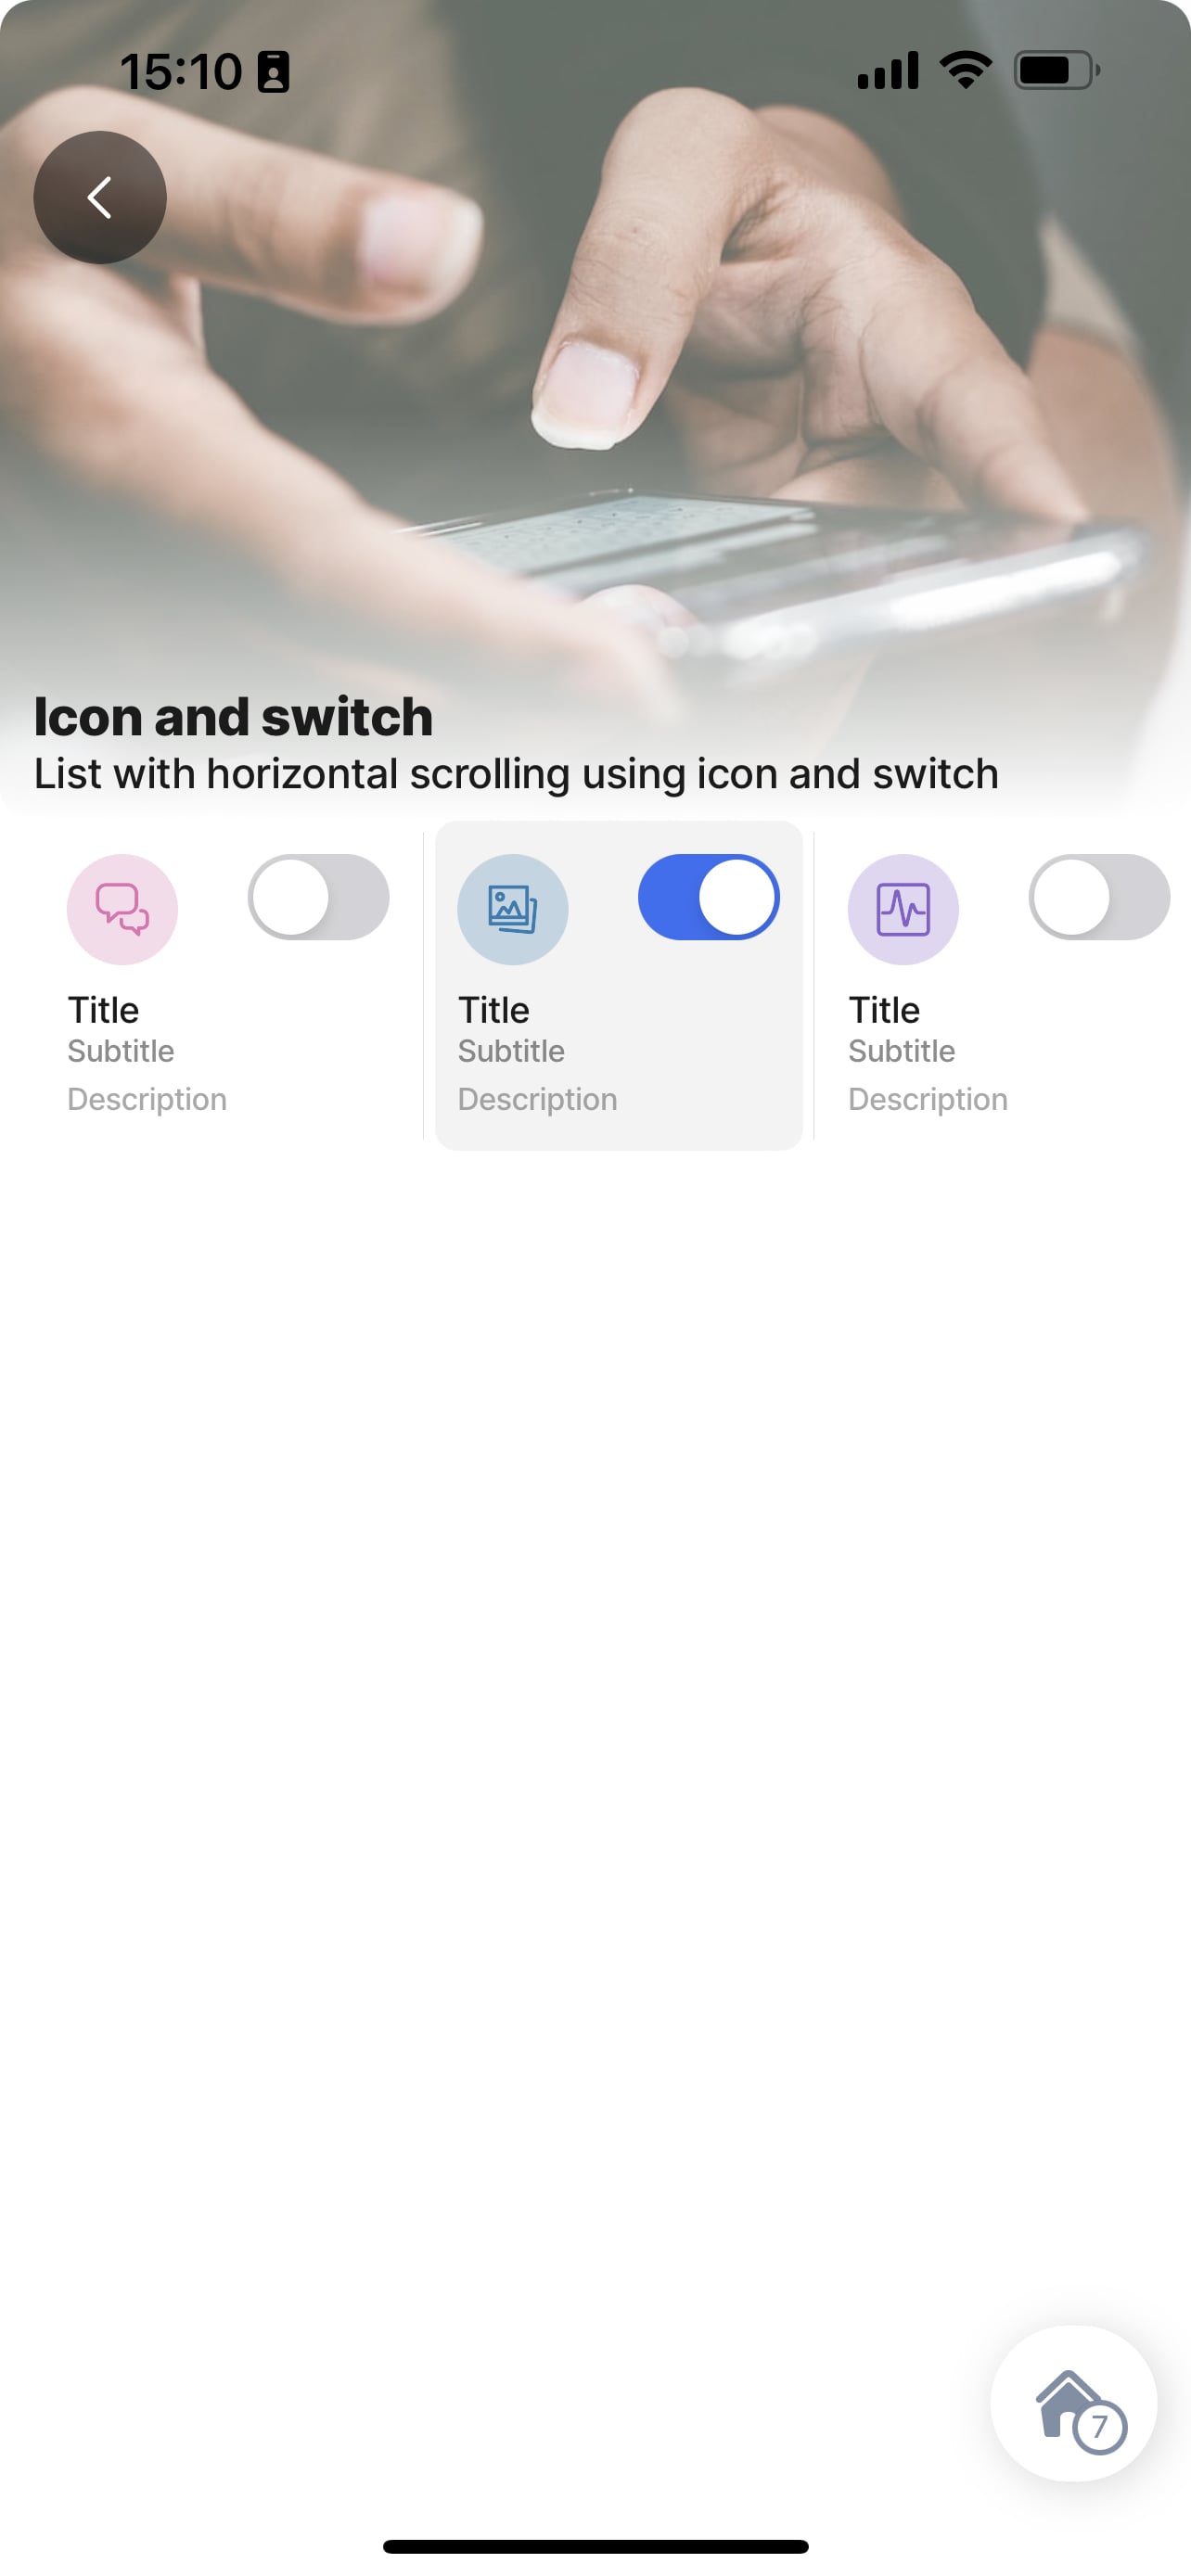 15:10
Icon and switch
List with horizontal scrolling using icon and switch
Title
Subtitle
Description
Title
Subtitle
Description
Title
Subtitle
Description
7